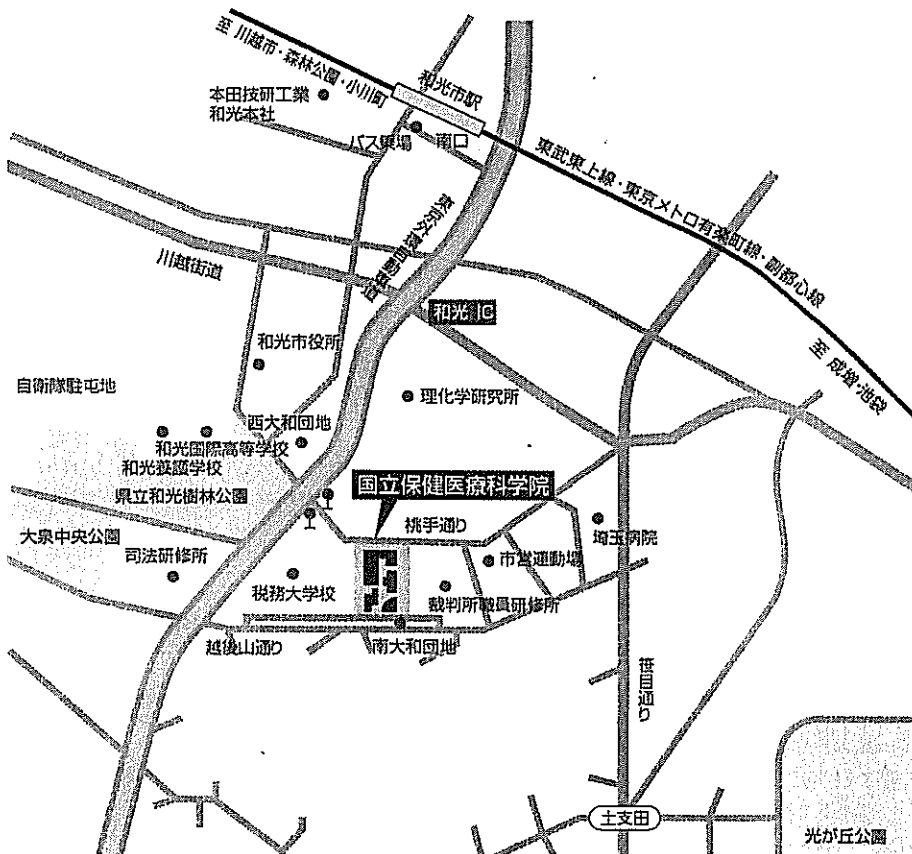 至 川越市・森林公園・小川町
和光市駅
本田技研工業
和光本社
バス乗場
南口
東武東上線・東京メトロ有楽町線・副都心線
東京外環自動車道
川越街道
和光 IC
至 成増・池袋
和光市役所
自衛隊駐屯地
理化学研究所
西大和団地
和光国際高等学校
和光養護学校
県立和光樹林公園
国立保健医療科学院
桃手通り
大泉中央公園
司法研修所
埼玉病院
市営運動場
税務大学校
裁判所職員研修所
越後山通り
南大和団地
笹目通り
土支田
光が丘公園